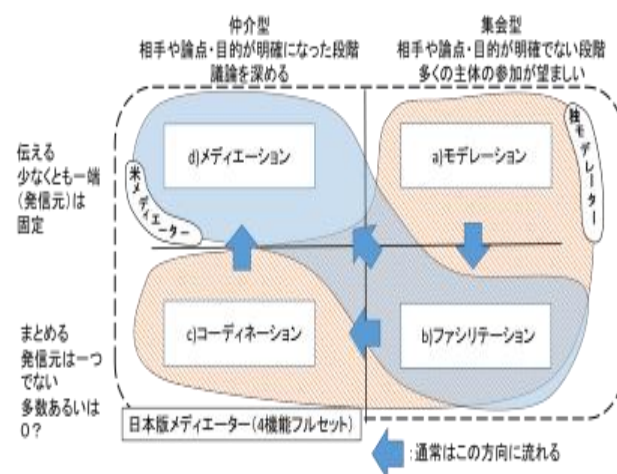 仲介型
相手や論点・目的が明確になった段階
議論を深める
集会型
相手や論点・目的が明確でない段階
多くの主体の参加が望ましい
伝える
少なくとも一端
(発信元)は
固定
d)メディエーション
米メディエーター
a)モデレーション
独モデレーター
まとめる
発信元は一つ
でない
多数あるいは
0？
c)コーディネーション
b)ファシリテーション
日本版メディエーター(4機能フルセット)
:通常はこの方向に流れる